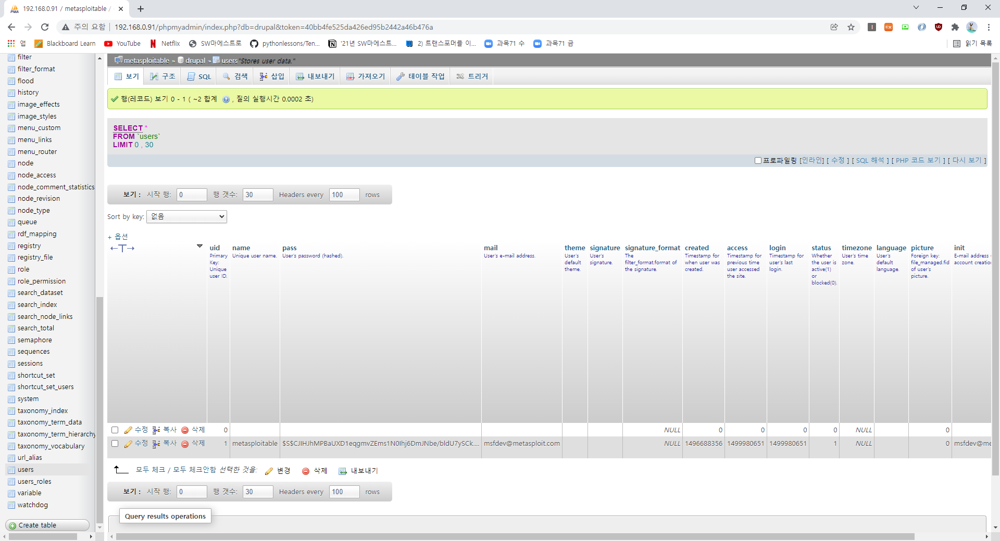 192.168.0.91 / metasploitable /
주의 요함
192.168.0.91/phpmyadmin/index.php?db=drupal&token=40bb4fe525da426ed95b2442a46b476a
앱
Blackboard Learn
YouTube
Netflix
SW마에스트로
pythonlessons/Ten...
'21년 SW마에스트...
2) 트랜스포머를 이...
과목71 수
과목71 금
읽기 목록
filter
filter_format
flood
history
image_effects
image_styles
menu_custom
menu_links
menu_router
node
node_access
node_comment_statistics
node_revision
node_type
queue
rdf_mapping
registry
registry_file
role
role_permission
search_dataset
search_index
search_node_links
search_total
semaphore
sequences
sessions
shortcut_set
shortcut_set_users
system
taxonomy_index
taxonomy_term_data
taxonomy_term_hierarchy
taxonomy_vocabulary
url_alias
users
users_roles
variable
watchdog
Create table
metasploitable » drupal » users "Stores user data."
보기 구조 SQL 검색 삽입 내보내기 가져오기 테이블 작업 트리거
행(레코드) 보기 0 - 1 ( ~2 합계 , 질의 실행시간 0.0002 초)
SELECT *
FROM `users`
LIMIT 0 , 30
프로파일링 [인라인] [ 수정 ] [ SQL 해석 ] [ PHP 코드 보기 ] [ 다시 보기 ]
보기 : 시작 행: 0 행 갯수: 30 Headers every 100 rows
Sort by key: 없음
+ 옵션
←T→
uid
Primary
Key:
Unique
user ID.
name
Unique user name.
pass
User's password (hashed).
mail
User's e-mail address.
theme
User's
default
theme.
signature
User's
signature.
signature_format
The
filter_format.format of
the signature.
created
Timestamp for
when user was
created.
access
Timestamp for
previous time
user accessed
the site.
login
Timestamp for
user's last
login.
status
Whether
the user is
active(1)
or
blocked(0).
timezone
User's time
zone.
language
User's
default
language.
picture
Foreign key:
file_managed.fid
of user's
picture.
init
E-mail address
account creatio
수정 복사 삭제 0 NULL 0 0 0 0 NULL 0
수정 복사 삭제 1 metasploitable $S$CJIHJhMPBaUXD1eqgmvZEms1N0Ihj6DmJNbe/bldU7ySCk.... msfdev@metasploit.com NULL 1496688356 1499980651 1499980651 1 NULL 0 msfdev@me
모두 체크 / 모두 체크안함 선택한 것을: 변경 삭제 내보내기
보기 : 시작 행: 0 행 갯수: 30 Headers every 100 rows
Query results operations